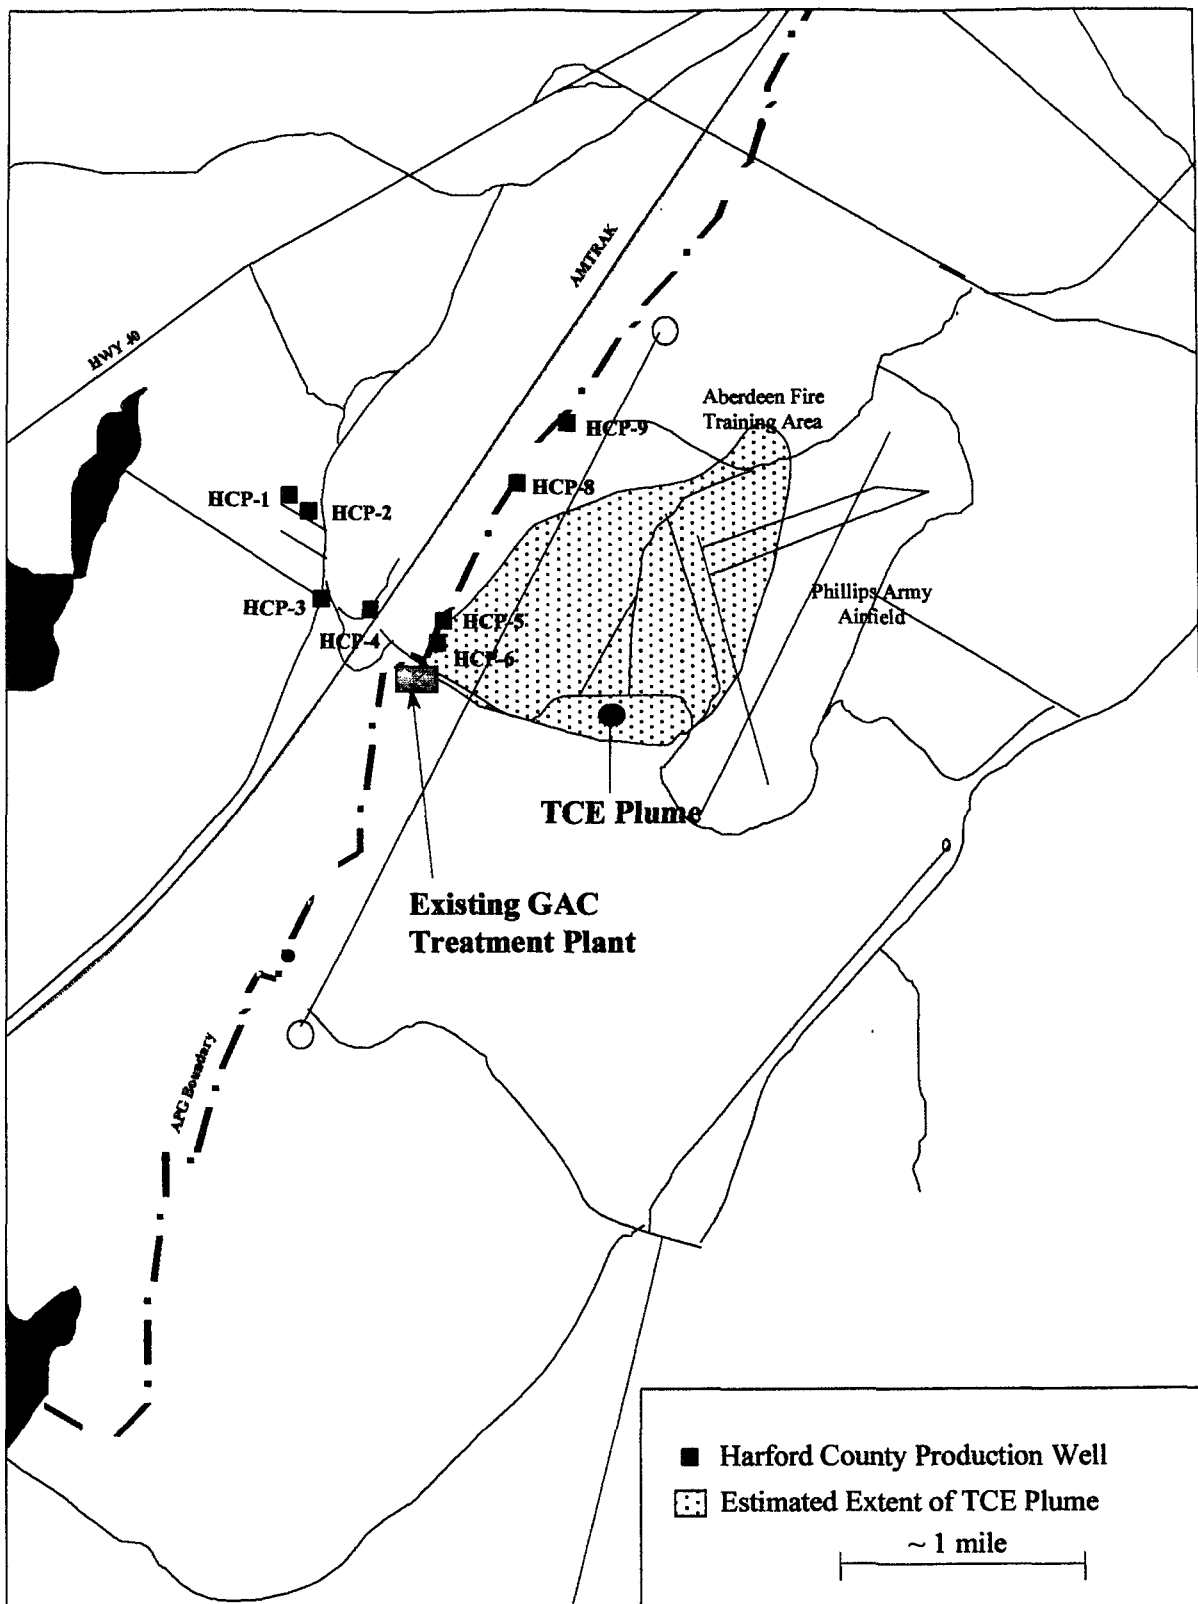 AMTRAK
HWY 40
Aberdeen Fire
Training Area
HCP-9
HCP-8
HCP-1
HCP-2
Phillips Army
Airfield
HCP-3
HCP-5
HCP-4
HCP-6
TCE Plume
Existing GAC
Treatment Plant
APG Boundary
Harford County Production Well
Estimated Extent of TCE Plume
~ 1 mile